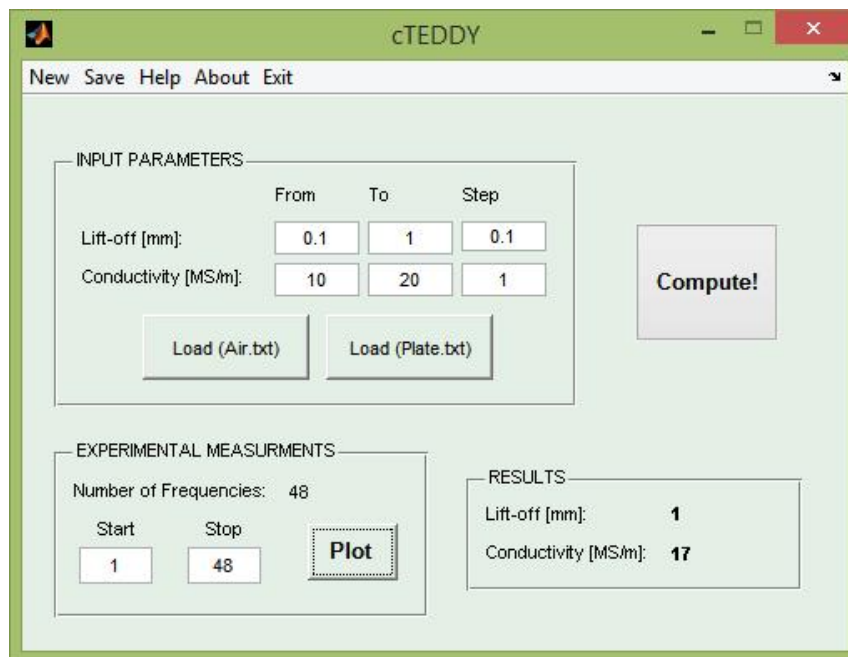 cTEDDY
New Save Help About Exit
INPUT PARAMETERS
From To Step
Lift-off [mm]: 0.1 1 0.1
Conductivity [MS/m]: 10 20 1
Load (Air.txt) Load (Plate.txt)
Compute!
EXPERIMENTAL MEASURMENTS
Number of Frequencies: 48
Start Stop
1 48
Plot
RESULTS
Lift-off [mm]: 1
Conductivity [MS/m]: 17